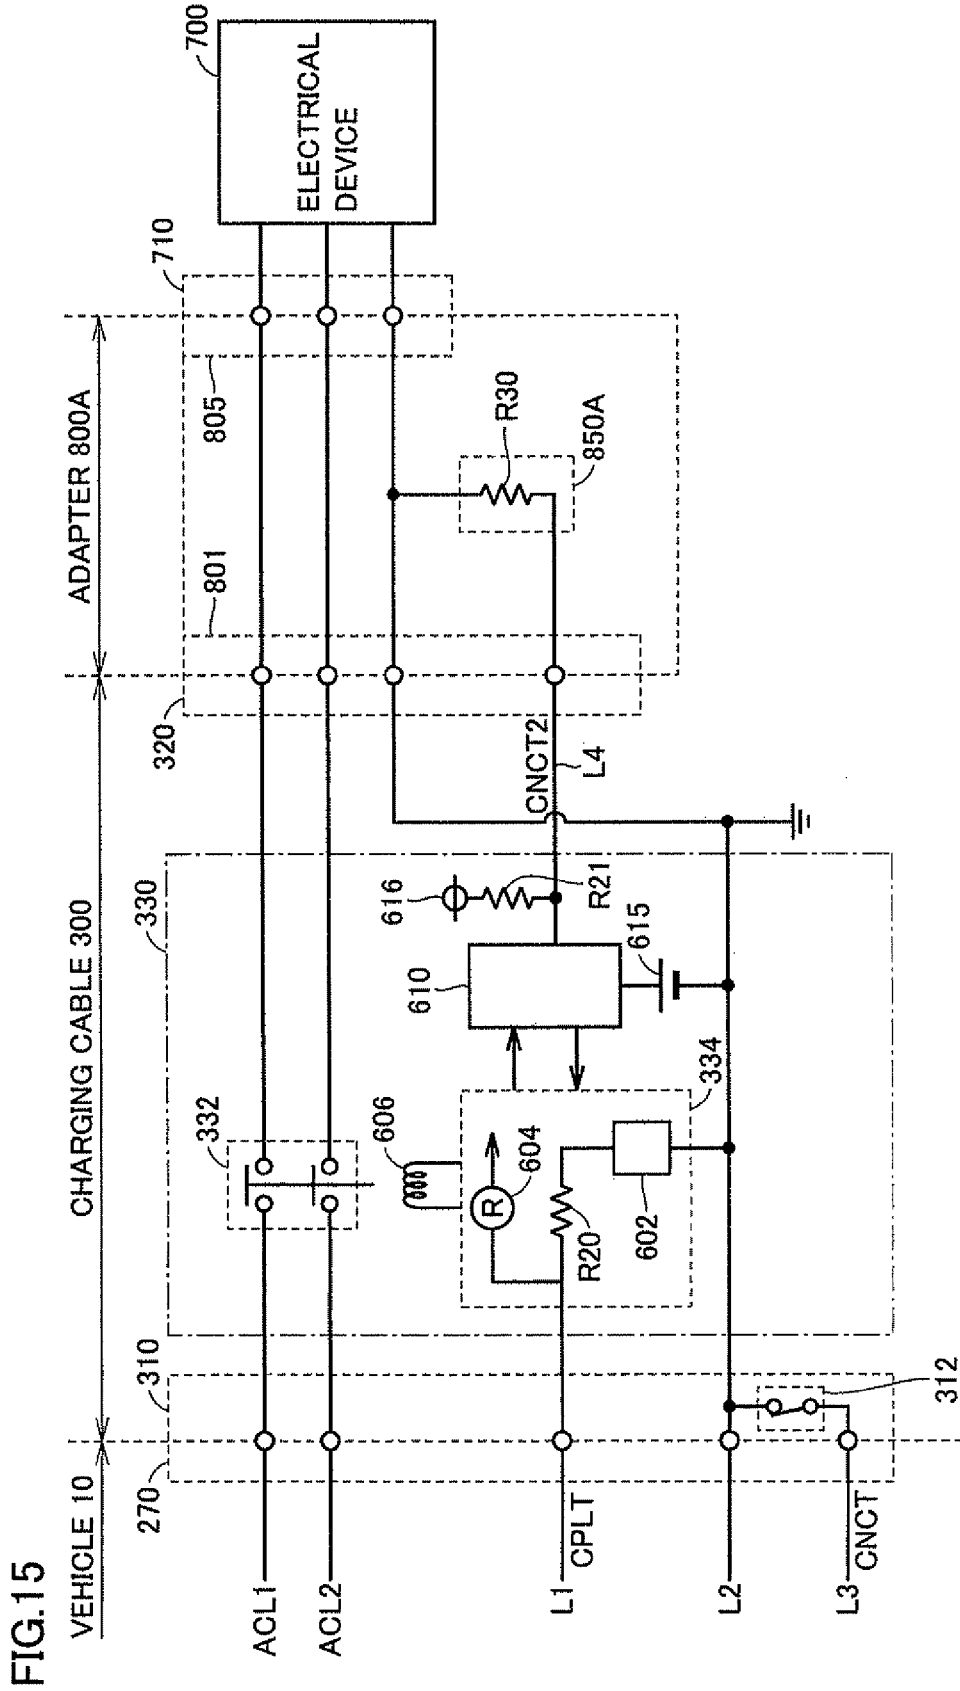 FIG.15
VEHICLE 10
CHARGING CABLE 300
ADAPTER 800A
270
310
330
320
801
805
710
700
ELECTRICAL
DEVICE
332
606
604
R
R20
602
334
610
616
R21
615
CNCT2
L4
R30
850A
ACL1
ACL2
L1
CPLT
L2
L3
CNCT
312